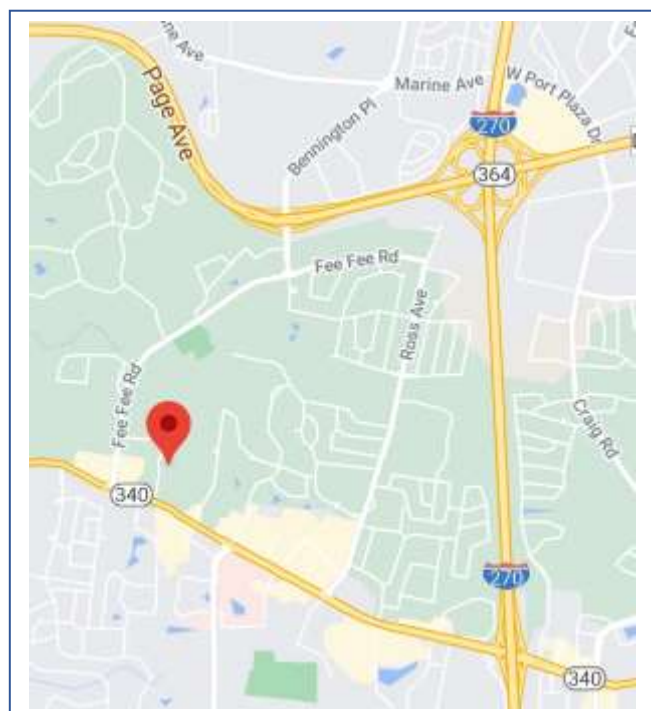 Marine Ave
W Port Plaza Dr
Page Ave
270
Bennington Pl
364
Fee Fee Rd
Ross Ave
Fee Fee Rd
Craig Rd
340
270
340